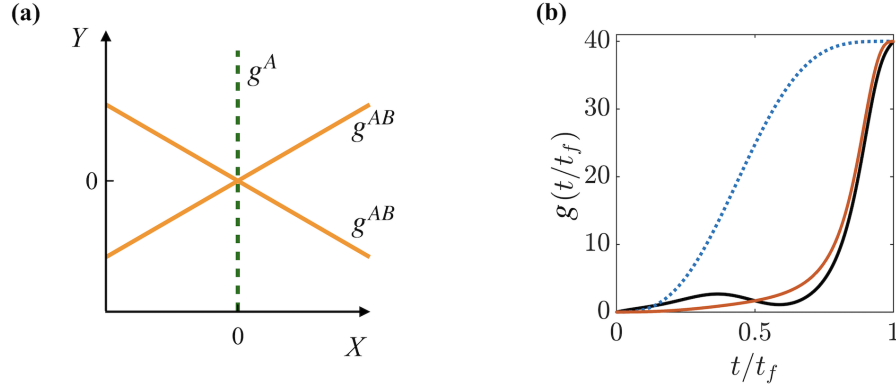 (a)
Y
g^A
g^{AB}
0
g^{AB}
0
X
(b)
40
30
20
10
0
g (t/t_f)
0
0.5
1
t/t_f